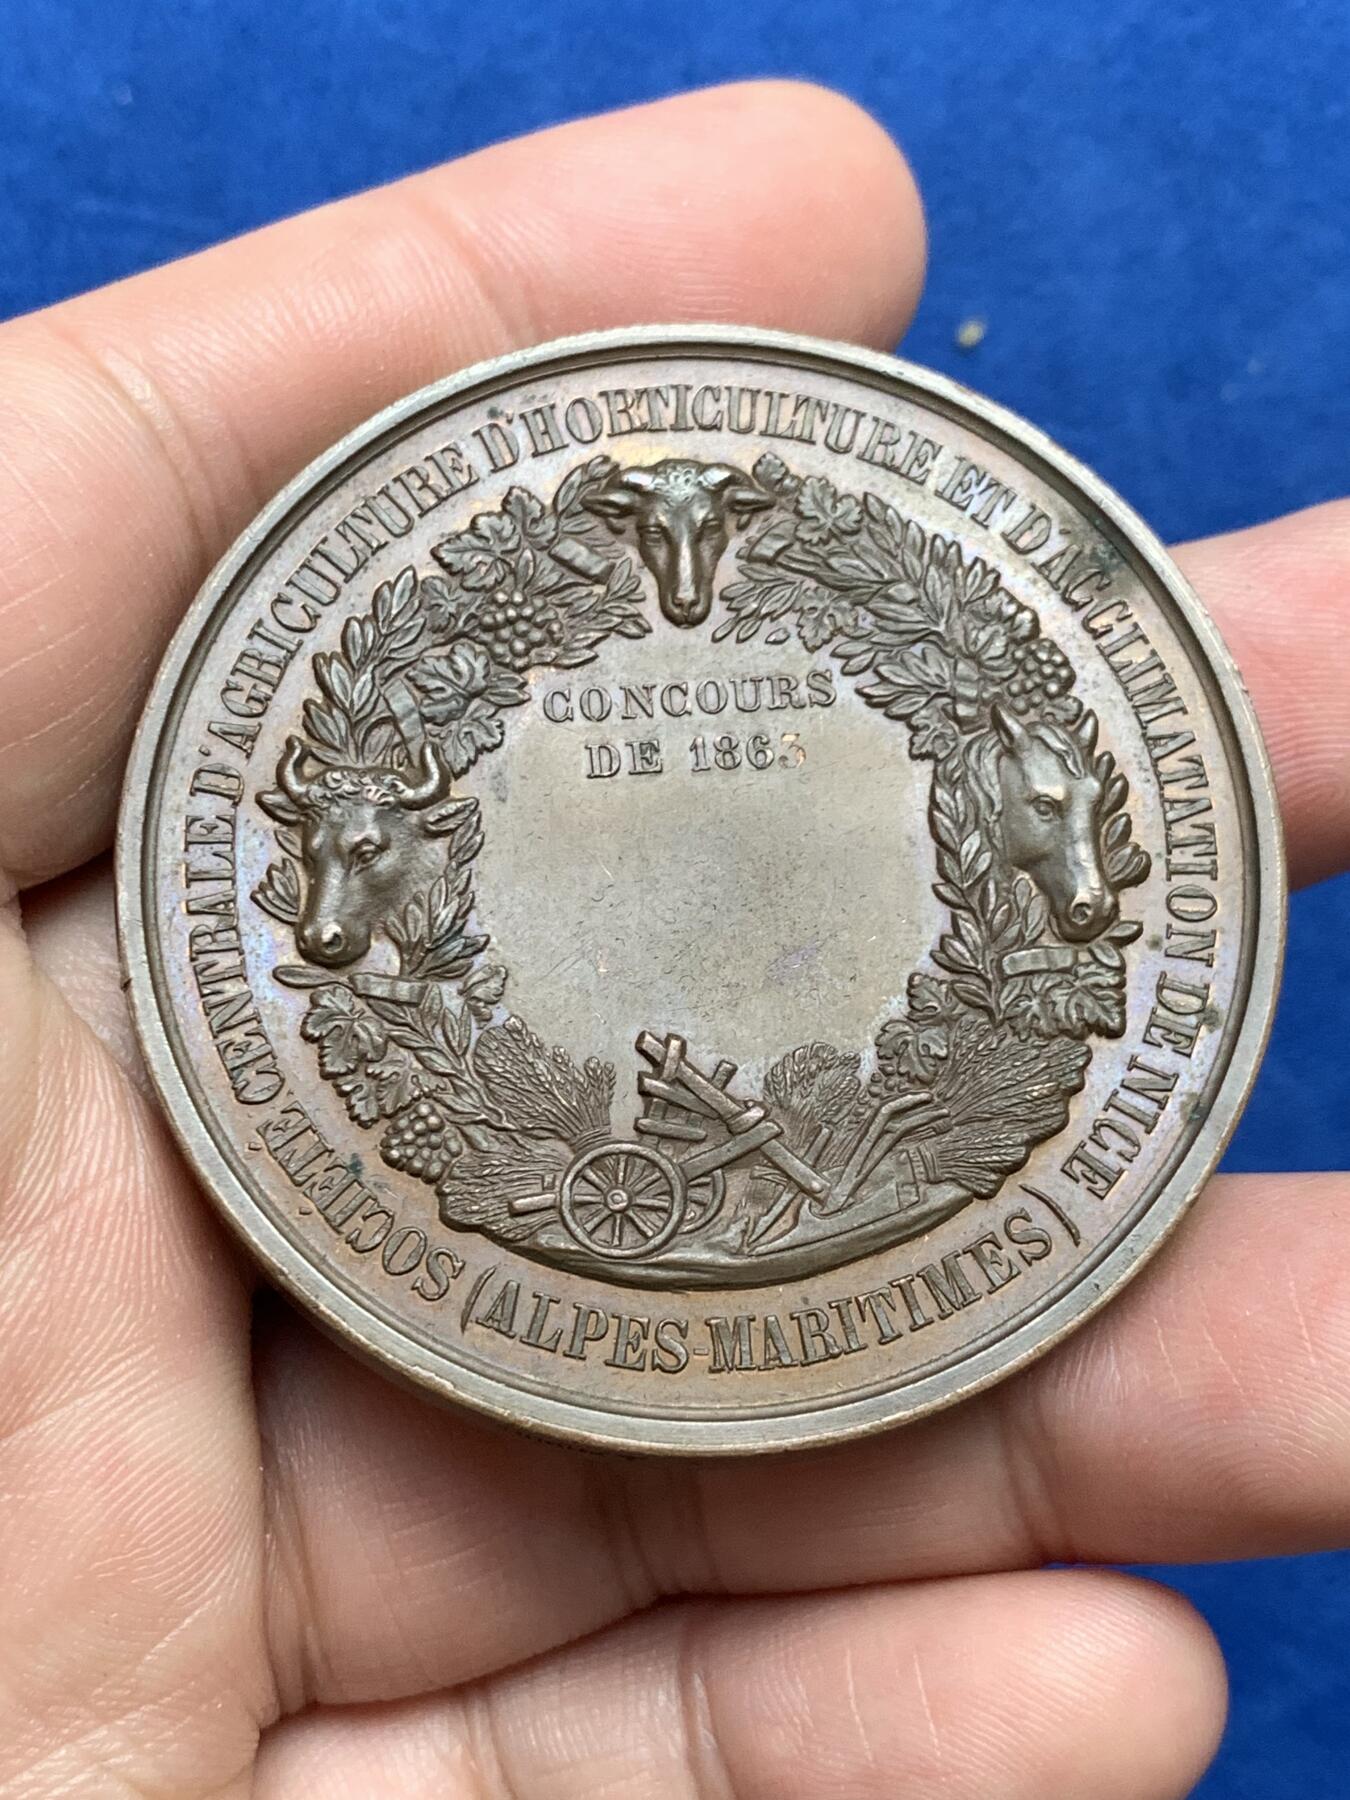 SOCIÉTÉ CENTRALE D'AGRICULTURE D'HORTICULTURE ET D'ACCLIMATATION DE NICE
(ALPES-MARITIMES)
CONCOURS
DE 1863